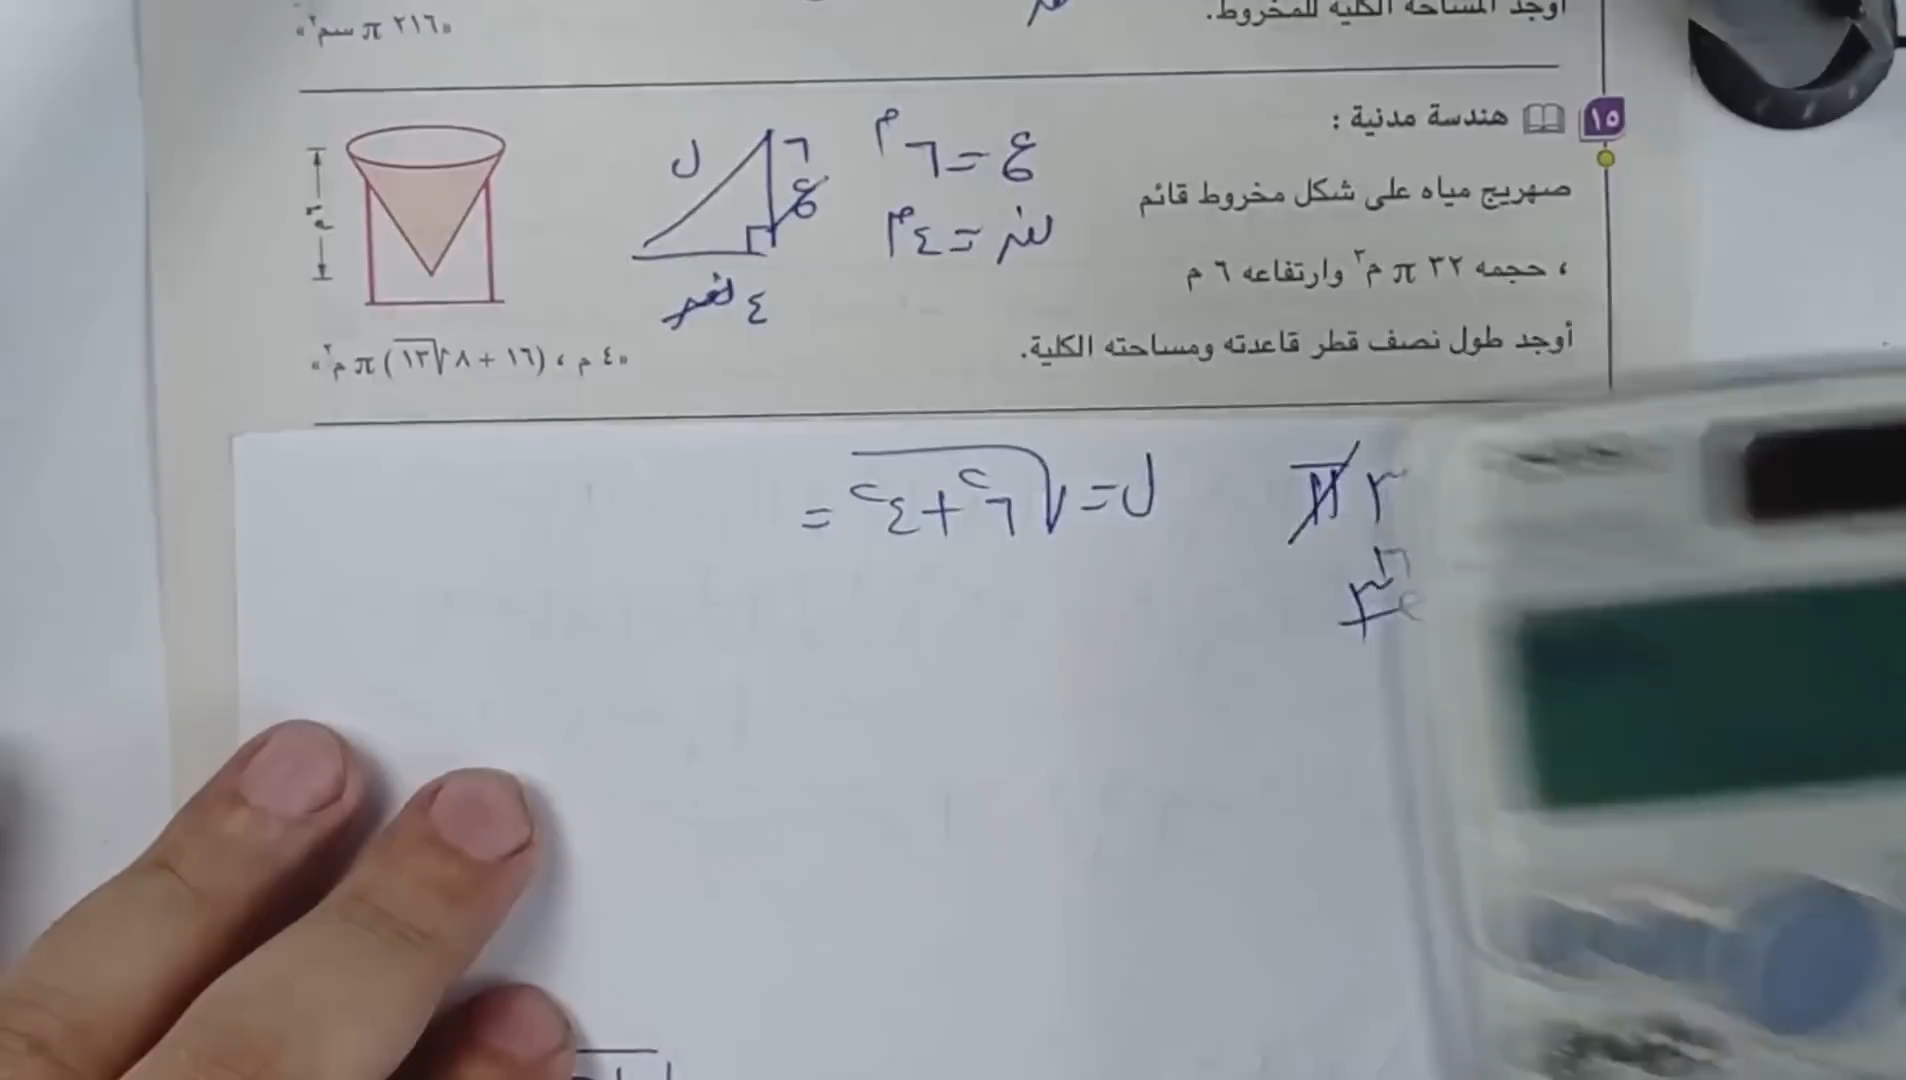 أوجد المساحة الكلية للمخروط.
«٢١٦ π سم٢»
١٥ هندسة مدنية :
صهريج مياه على شكل مخروط قائم
، حجمه ٣٢ π م٣ وارتفاعه ٦ م
أوجد طول نصف قطر قاعدته ومساحته الكلية.
«٤ م ، (١٦ + ٨√١٣) π م٢»
ع = ٦ م
نق = ٤ م
ل
٦
ع
٤ نق
ل = √٦٢ + ٤٢ =